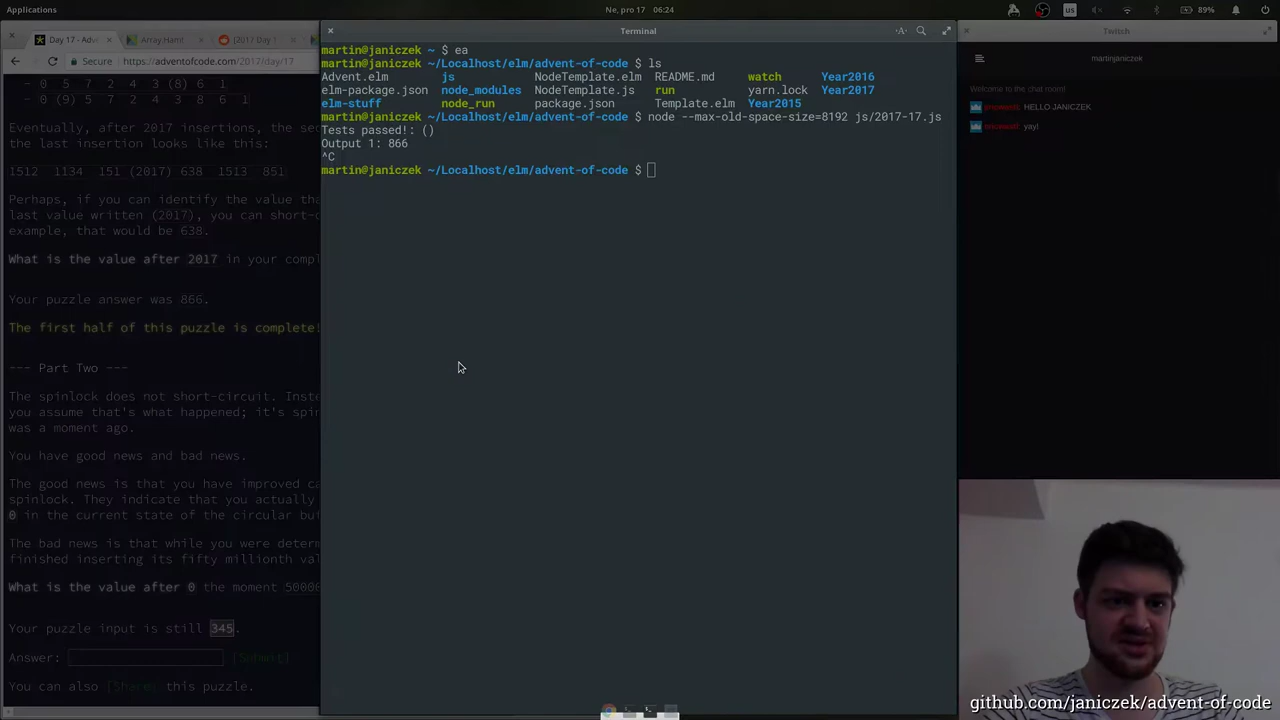 Applications
Ne, pro 17 06:24
us
89%
Day 17 - Adve
Array.Hamt
[2017 Day
Secure
https://adventofcode.com/2017/day/17
- 0 5 7 2 4 3 (8) 6 1
- 0 (9) 5 7 2 4 3 8 6 1
Eventually, after 2017 insertions, the sec
the last insertion looks like this:
1512 1134 151 (2017) 638 1513 851
Perhaps, if you can identify the value tha
last value written (2017), you can short-c
example, that would be 638.
What is the value after 2017 in your compl
Your puzzle answer was 866.
The first half of this puzzle is complete!
--- Part Two ---
The spinlock does not short-circuit. Inste
you assume that's what happened; it's spin
was a moment ago.
You have good news and bad news.
The good news is that you have improved ca
spinlock. They indicate that you actually
0 in the current state of the circular buf
The bad news is that while you were determ
finished inserting its fifty millionth val
What is the value after 0 the moment 50000
Your puzzle input is still 345.
Answer: [Submit]
You can also [Share] this puzzle.
Terminal
martin@janiczek ~ $ ea
martin@janiczek ~/Localhost/elm/advent-of-code $ ls
Advent.elm js NodeTemplate.elm README.md watch Year2016
elm-package.json node_modules NodeTemplate.js run yarn.lock Year2017
elm-stuff node_run package.json Template.elm Year2015
martin@janiczek ~/Localhost/elm/advent-of-code $ node --max-old-space-size=8192 js/2017-17.js
Tests passed!: ()
Output 1: 866
^C
martin@janiczek ~/Localhost/elm/advent-of-code $
Twitch
martinjaniczek
Welcome to the chat room!
HELLO JANICZEK
yay!
github.com/janiczek/advent-of-code